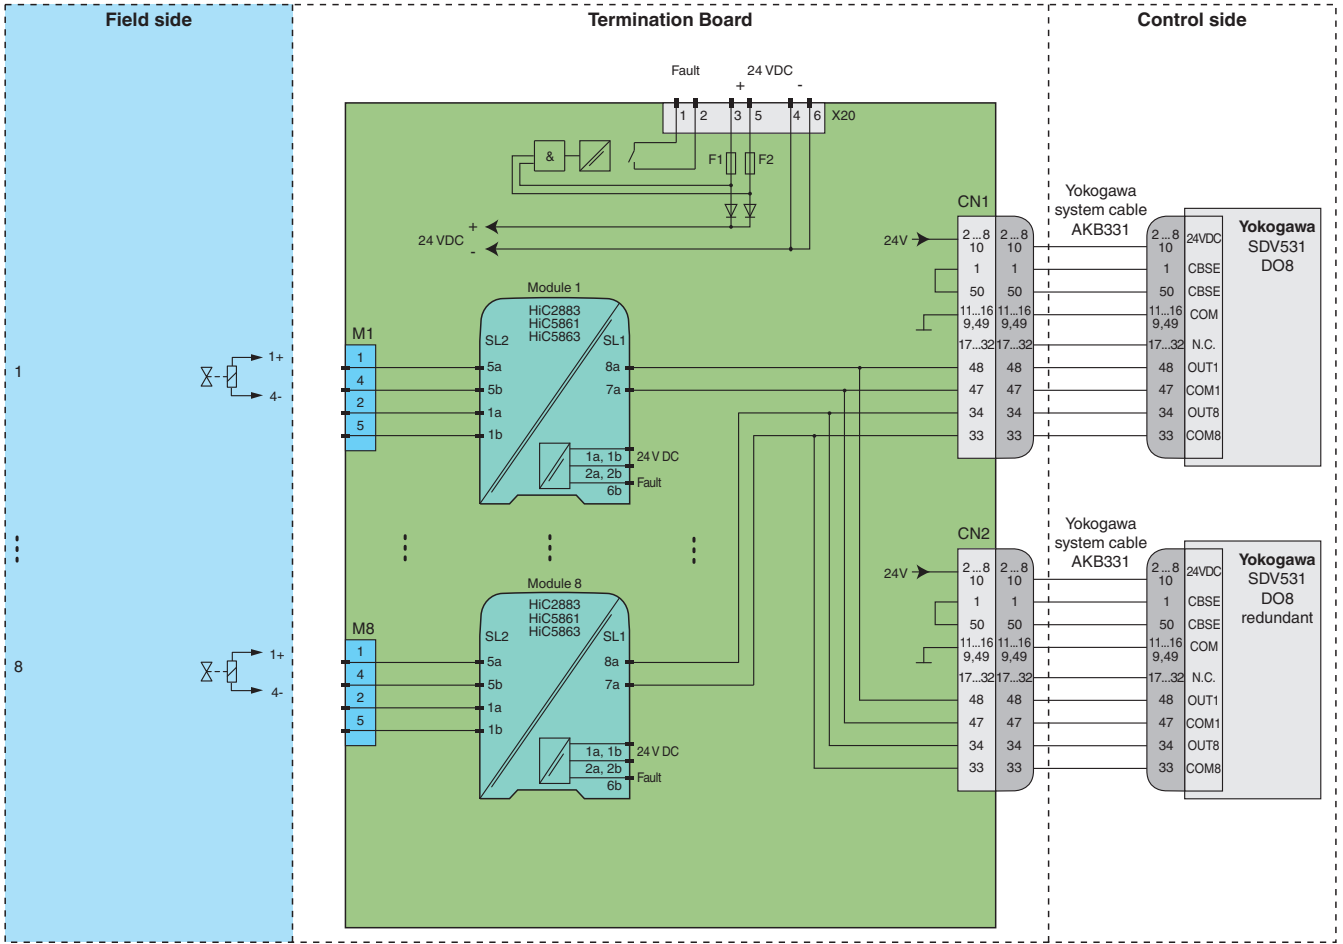 Field side
Termination Board
Control side
Fault
24 VDC
+
-
1
2
3
5
4
6
X20
&
F1
F2
+
24 VDC
-
CN1
Yokogawa
system cable
AKB331
24V
2...8
10
2...8
10
2...8
10
24VDC
Yokogawa
SDV531
DO8
1
1
1
CBSE
50
50
50
CBSE
11...16
9,49
11...16
9,49
11...16
9,49
COM
17...32
17...32
17...32
N.C.
48
48
48
OUT1
47
47
47
COM1
34
34
34
OUT8
33
33
33
COM8
Module 1
HiC2883
HiC5861
HiC5863
SL2
SL1
M1
1
4
2
5
5a
5b
1a
1b
8a
7a
1a, 1b
24 V DC
2a, 2b
Fault
6b
1
1+
4-
CN2
Yokogawa
system cable
AKB331
24V
2...8
10
2...8
10
2...8
10
24VDC
Yokogawa
SDV531
DO8
redundant
1
1
1
CBSE
50
50
50
CBSE
11...16
9,49
11...16
9,49
11...16
9,49
COM
17...32
17...32
17...32
N.C.
48
48
48
OUT1
47
47
47
COM1
34
34
34
OUT8
33
33
33
COM8
Module 8
HiC2883
HiC5861
HiC5863
SL2
SL1
M8
1
4
2
5
5a
5b
1a
1b
8a
7a
1a, 1b
24 V DC
2a, 2b
Fault
6b
8
1+
4-